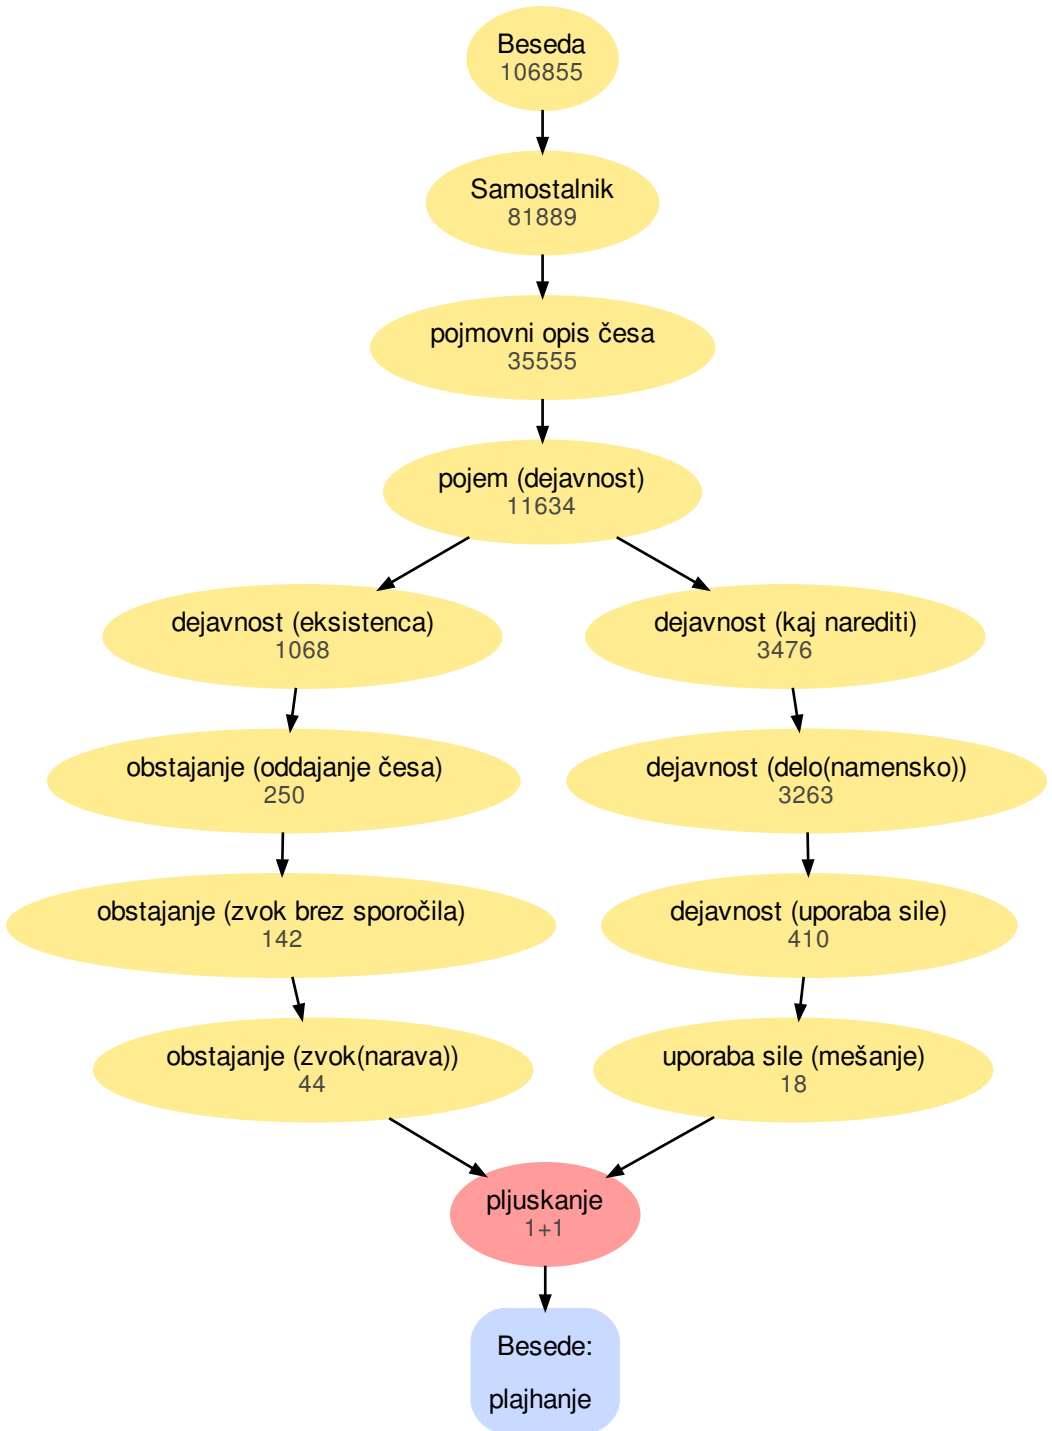 Beseda
106855
Samostalnik
81889
pojmovni opis česa
35555
pojem (dejavnost)
11634
dejavnost (eksistenca)
1068
dejavnost (kaj narediti)
3476
obstajanje (oddajanje česa)
250
dejavnost (delo(namensko))
3263
obstajanje (zvok brez sporočila)
142
dejavnost (uporaba sile)
410
obstajanje (zvok(narava))
44
uporaba sile (mešanje)
18
pljuskanje
1+1
Besede:
plajhanje